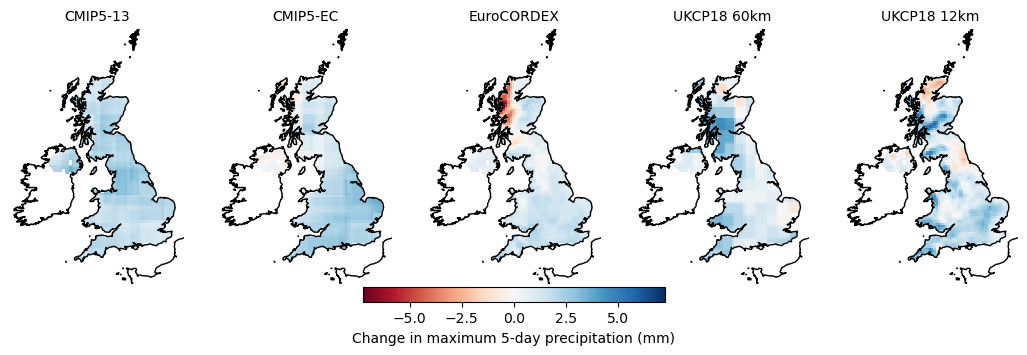 CMIP5-13 CMIP5-EC EuroCORDEX UKCP18 60km UKCP18 12km
−5.0 −2.5 0.0 2.5 5.0
Change in maximum 5-day precipitation (mm)